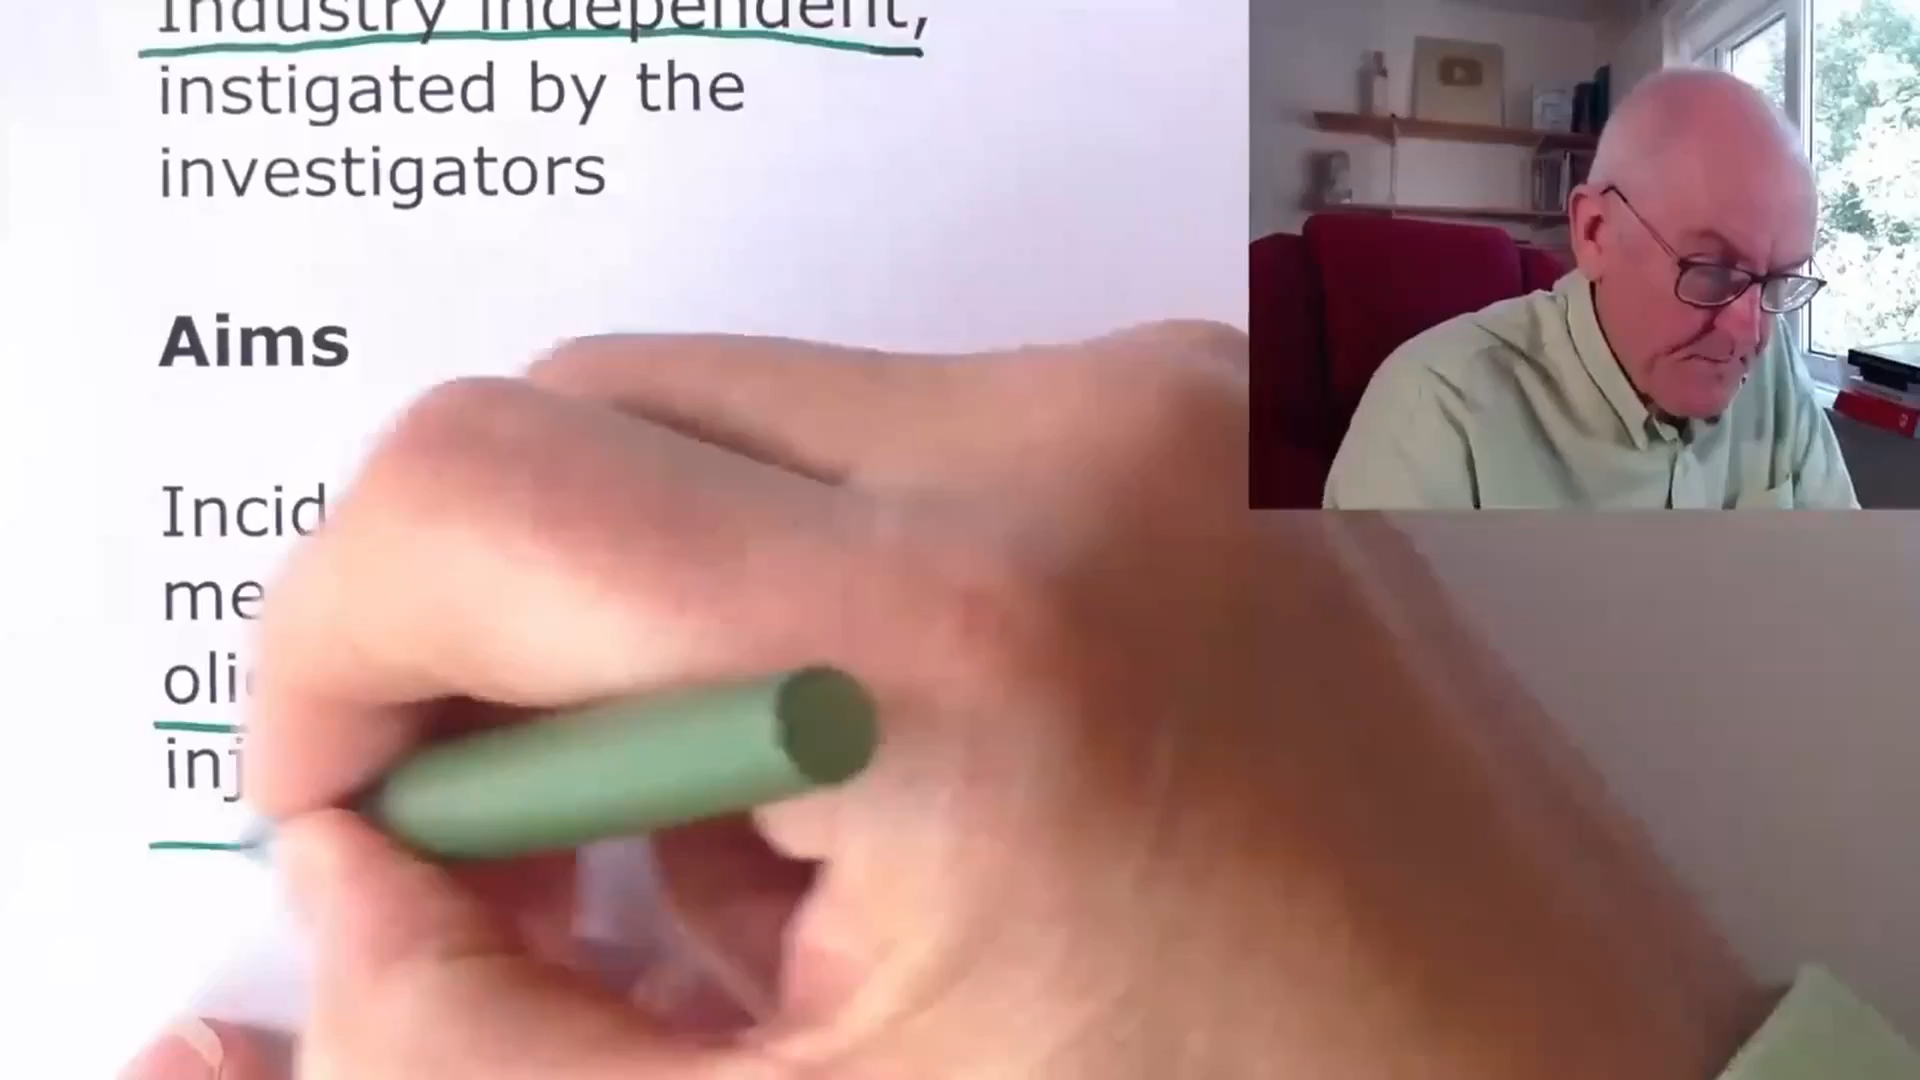 Industry independent,
instigated by the
investigators
Aims
Incid
me
oli
inj